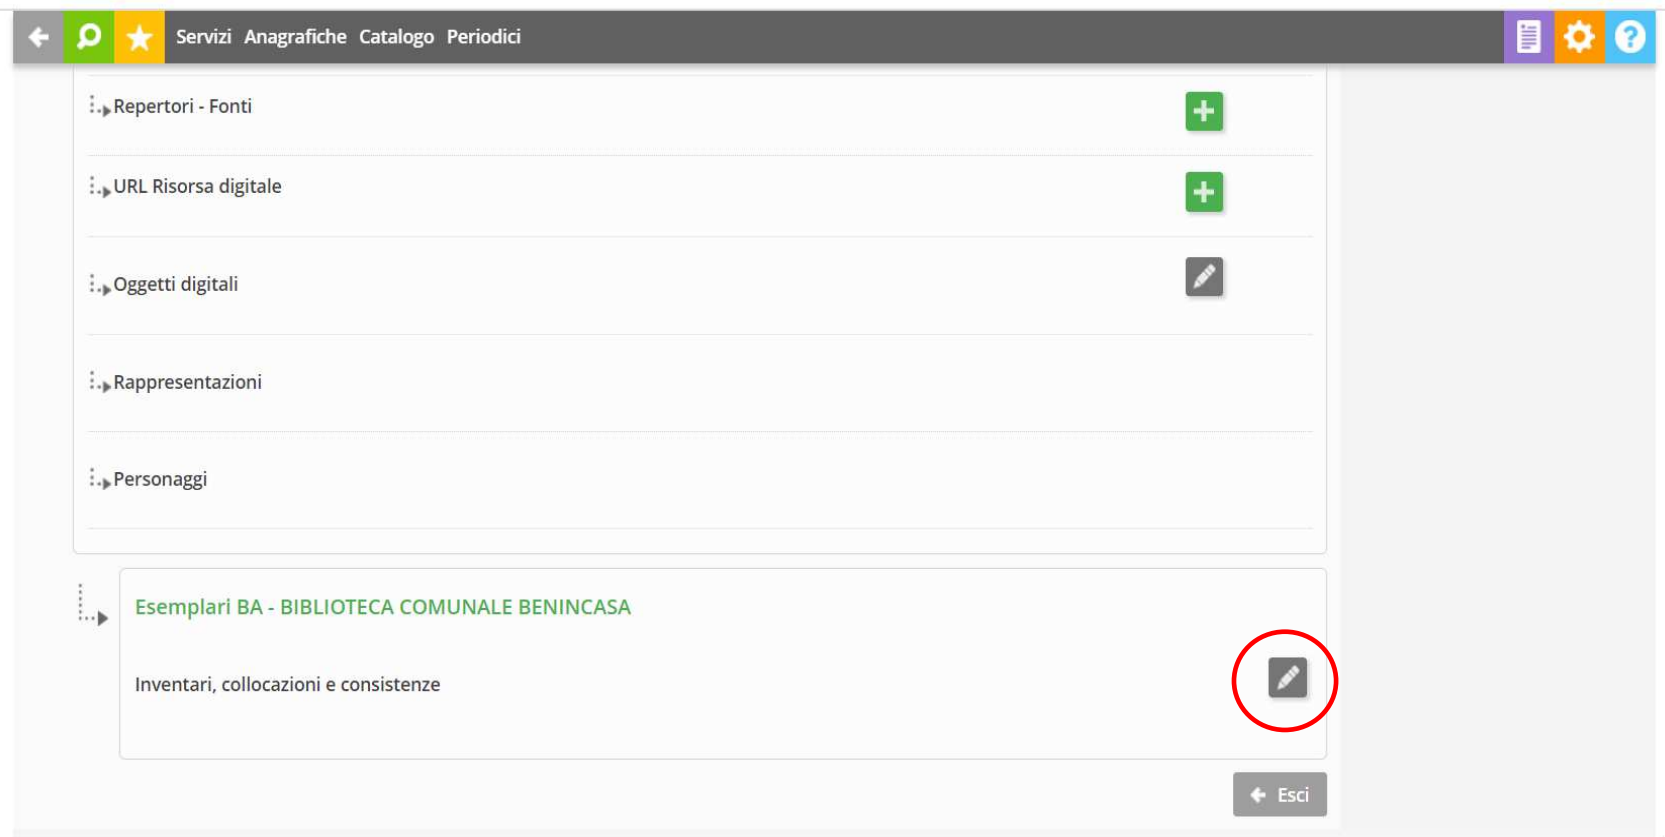 Servizi Anagrafiche Catalogo Periodici
Repertori - Fonti
URL Risorsa digitale
Oggetti digitali
Rappresentazioni
Personaggi
Esemplari BA - BIBLIOTECA COMUNALE BENINCASA
Inventari, collocazioni e consistenze
Esci